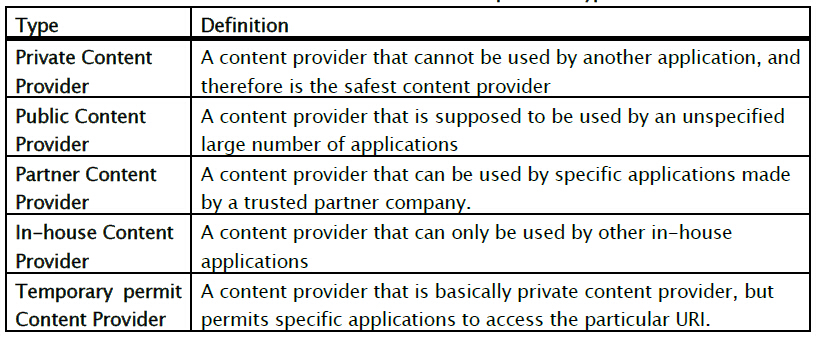 Type Definition
Private Content A content provider that cannot be used by another application, and
Provider therefore is the safest content provider
Public Content A content provider that is supposed to be used by an unspecified
Provider large number of applications
Partner Content A content provider that can be used by specific applications made
Provider by a trusted partner company.
In-house Content A content provider that can only be used by other in-house
Provider applications
Temporary permit A content provider that is basically private content provider, but
Content Provider permits specific applications to access the particular URI.